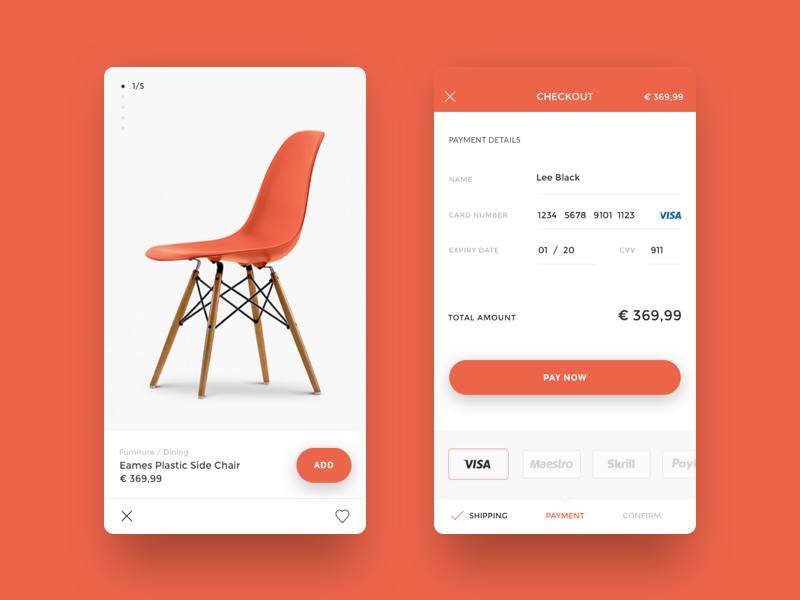 1/5
Furniture / Dining
Eames Plastic Side Chair
€ 369,99
ADD
CHECKOUT € 369,99
PAYMENT DETAILS
NAME Lee Black
CARD NUMBER 1234 5678 9101 1123 VISA
EXPIRY DATE 01 / 20 CVV 911
TOTAL AMOUNT € 369,99
PAY NOW
VISA Maestro Skrill Payl
SHIPPING PAYMENT CONFIRM